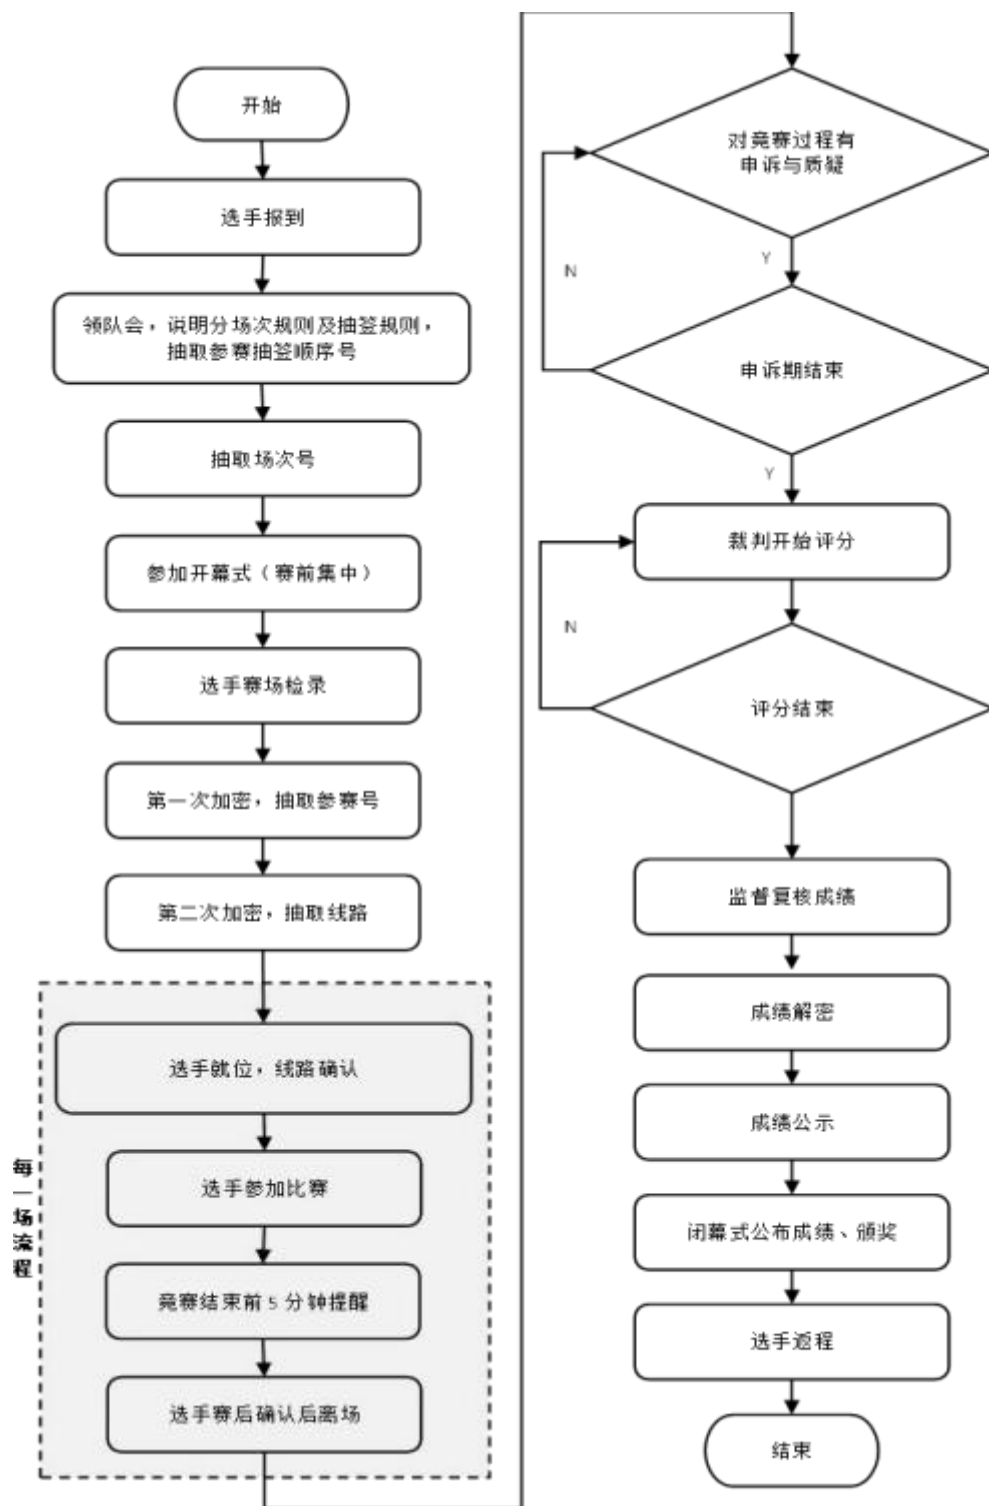 开始
选手报到
领队会，说明分场次规则及抽签规则，
抽取参赛抽签顺序号
抽取场次号
参加开幕式（赛前集中）
选手赛场检录
第一次加密，抽取参赛号
第二次加密，抽取线路
每一场流程
选手就位，线路确认
选手参加比赛
竞赛结束前5分钟提醒
选手赛后确认后离场
对竞赛过程有
申诉与质疑
Y
N
申诉期结束
Y
裁判开始评分
N
评分结束
监督复核成绩
成绩解密
成绩公示
闭幕式公布成绩、颁奖
选手返程
结束